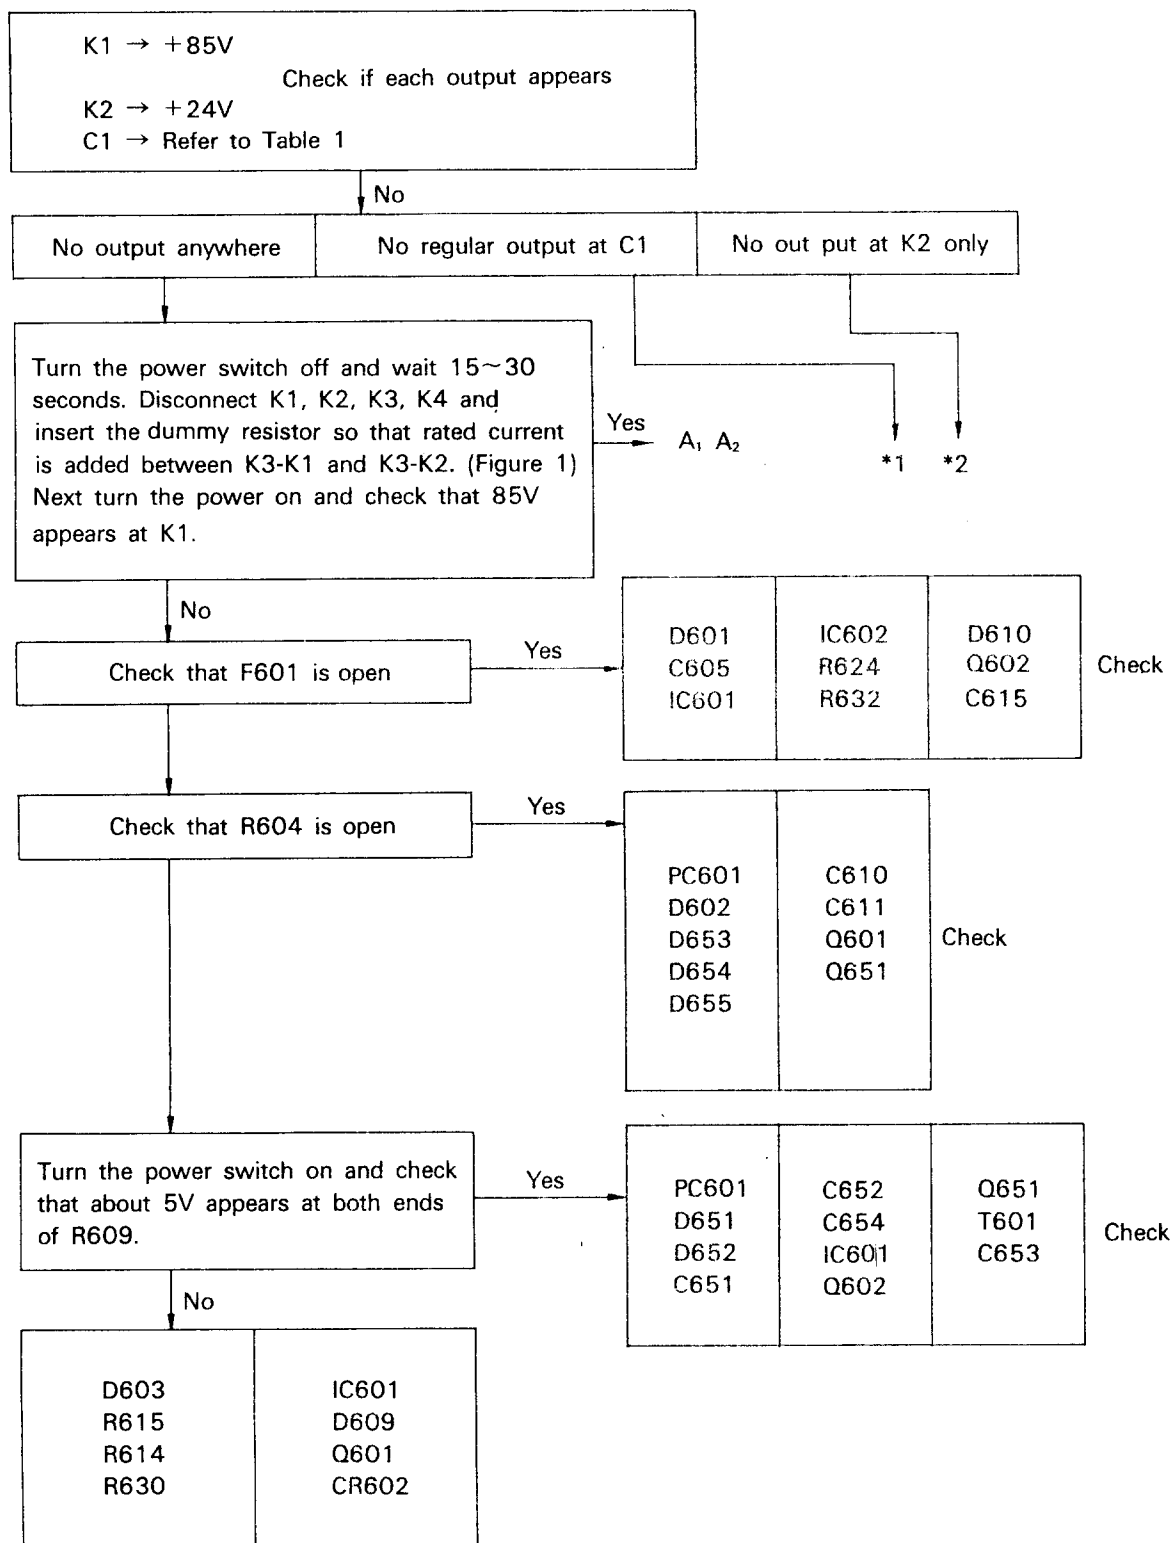 K1 → +85V
Check if each output appears
K2 → +24V
C1 → Refer to Table 1
No
No output anywhere
No regular output at C1
No out put at K2 only
Turn the power switch off and wait 15~30
seconds. Disconnect K1, K2, K3, K4 and
insert the dummy resistor so that rated current
is added between K3-K1 and K3-K2. (Figure 1)
Next turn the power on and check that 85V
appears at K1.
Yes
A₁ A₂
*1 *2
No
Check that F601 is open
Yes
D601 IC602 D610
C605 R624 Q602
IC601 R632 C615
Check
Check that R604 is open
Yes
PC601 C610
D602 C611
D653 Q601
D654 Q651
D655
Check
Turn the power switch on and check
that about 5V appears at both ends
of R609.
Yes
PC601 C652 Q651
D651 C654 T601
D652 IC601 C653
C651 Q602
Check
No
D603 IC601
R615 D609
R614 Q601
R630 CR602